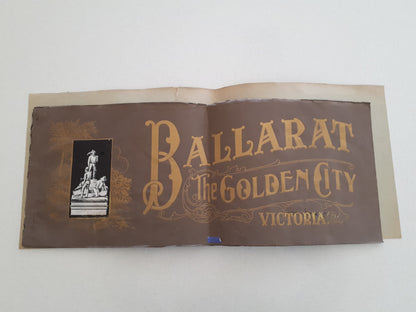 BALLARAT
The GOLDEN CITY
VICTORIA